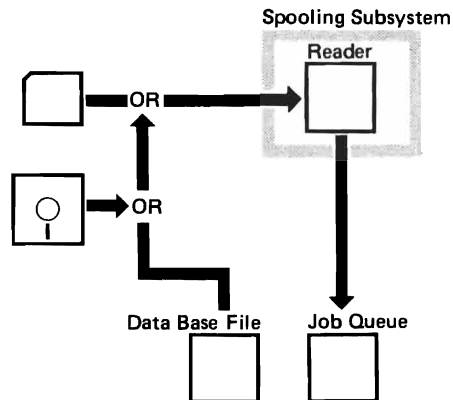 Spooling Subsystem
Reader
OR
OR
Data Base File
Job Queue